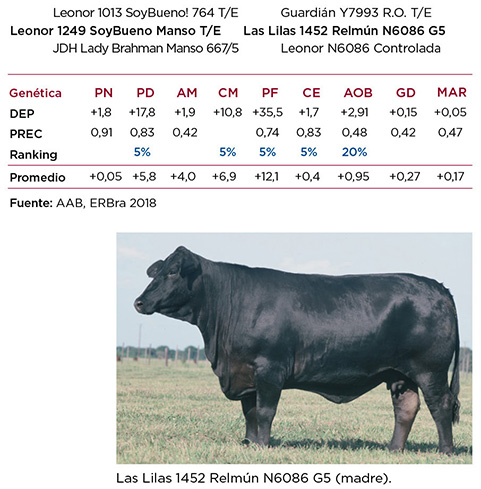 Leonor 1013 SoyBueno! 764 T/E Guardián Y7993 R.O. T/E
Leonor 1249 SoyBueno Manso T/E Las Lilas 1452 Relmún N6086 G5
JDH Lady Brahman Manso 667/5 Leonor N6086 Controlada
Genética PN PD AM CM PF CE AOB GD MAR
DEP +1,8 +17,8 +1,9 +10,8 +35,5 +1,7 +2,91 +0,15 +0,05
PREC 0,91 0,83 0,42 0,74 0,83 0,48 0,42 0,47
Ranking 5% 5% 5% 5% 20%
Promedio +0,05 +5,8 +4,0 +6,9 +12,1 +0,4 +0,95 +0,27 +0,17
Fuente: AAB, ERBra 2018
Las Lilas 1452 Relmún N6086 G5 (madre).